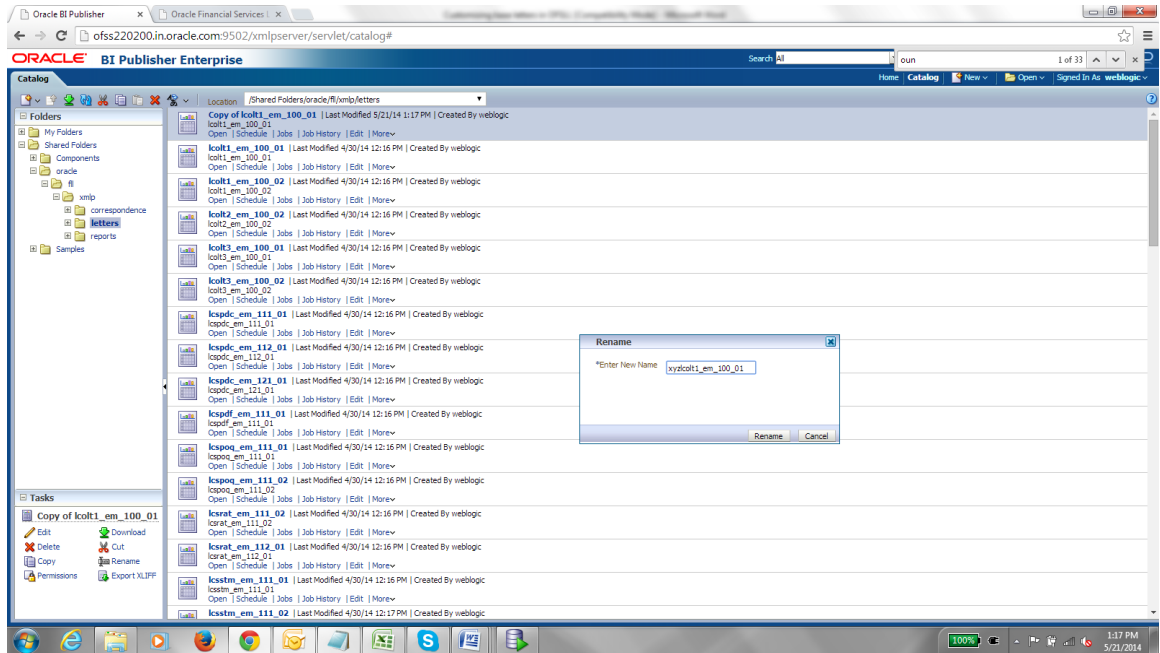 Oracle BI Publisher
Oracle Financial Services L
Customising base letters in OFSLL [Compatibility Mode] - Microsoft Word
ofss220200.in.oracle.com:9502/xmlpserver/servlet/catalog#
ORACLE BI Publisher Enterprise
Search All
oun
1 of 33
Catalog
Home Catalog New Open Signed In As weblogic
Location /Shared Folders/oracle/fll/xmlp/letters
Folders
My Folders
Shared Folders
Components
oracle
fll
xmlp
correspondence
letters
reports
Samples
Copy of lcolt1_em_100_01 | Last Modified 5/21/14 1:17 PM | Created By weblogic
lcolt1_em_100_01
Open | Schedule | Jobs | Job History | Edit | More
lcolt1_em_100_01 | Last Modified 4/30/14 12:16 PM | Created By weblogic
lcolt1_em_100_01
Open | Schedule | Jobs | Job History | Edit | More
lcolt1_em_100_02 | Last Modified 4/30/14 12:16 PM | Created By weblogic
lcolt1_em_100_02
Open | Schedule | Jobs | Job History | Edit | More
lcolt2_em_100_02 | Last Modified 4/30/14 12:16 PM | Created By weblogic
lcolt2_em_100_02
Open | Schedule | Jobs | Job History | Edit | More
lcolt3_em_100_01 | Last Modified 4/30/14 12:16 PM | Created By weblogic
lcolt3_em_100_01
Open | Schedule | Jobs | Job History | Edit | More
lcolt3_em_100_02 | Last Modified 4/30/14 12:16 PM | Created By weblogic
lcolt3_em_100_02
Open | Schedule | Jobs | Job History | Edit | More
lcspdc_em_111_01 | Last Modified 4/30/14 12:16 PM | Created By weblogic
lcspdc_em_111_01
Open | Schedule | Jobs | Job History | Edit | More
lcspdc_em_112_01 | Last Modified 4/30/14 12:16 PM | Created By weblogic
lcspdc_em_112_01
Open | Schedule | Jobs | Job History | Edit | More
lcspdc_em_121_01 | Last Modified 4/30/14 12:16 PM | Created By weblogic
lcspdc_em_121_01
Open | Schedule | Jobs | Job History | Edit | More
lcspdf_em_111_01 | Last Modified 4/30/14 12:16 PM | Created By weblogic
lcspdf_em_111_01
Open | Schedule | Jobs | Job History | Edit | More
lcspoq_em_111_01 | Last Modified 4/30/14 12:16 PM | Created By weblogic
lcspoq_em_111_01
Open | Schedule | Jobs | Job History | Edit | More
lcspoq_em_111_02 | Last Modified 4/30/14 12:16 PM | Created By weblogic
lcspoq_em_111_02
Open | Schedule | Jobs | Job History | Edit | More
lcsrat_em_111_02 | Last Modified 4/30/14 12:16 PM | Created By weblogic
lcsrat_em_111_02
Open | Schedule | Jobs | Job History | Edit | More
lcsrat_em_112_01 | Last Modified 4/30/14 12:16 PM | Created By weblogic
lcsrat_em_112_01
Open | Schedule | Jobs | Job History | Edit | More
lcsstm_em_111_01 | Last Modified 4/30/14 12:16 PM | Created By weblogic
lcsstm_em_111_01
Open | Schedule | Jobs | Job History | Edit | More
lcsstm_em_111_02 | Last Modified 4/30/14 12:17 PM | Created By weblogic
Rename
*Enter New Name xyzlcolt1_em_100_01
Rename Cancel
Tasks
Copy of lcolt1_em_100_01
Edit Download
Delete Cut
Copy Rename
Permissions Export XLIFF
100%
1:17 PM
5/21/2014